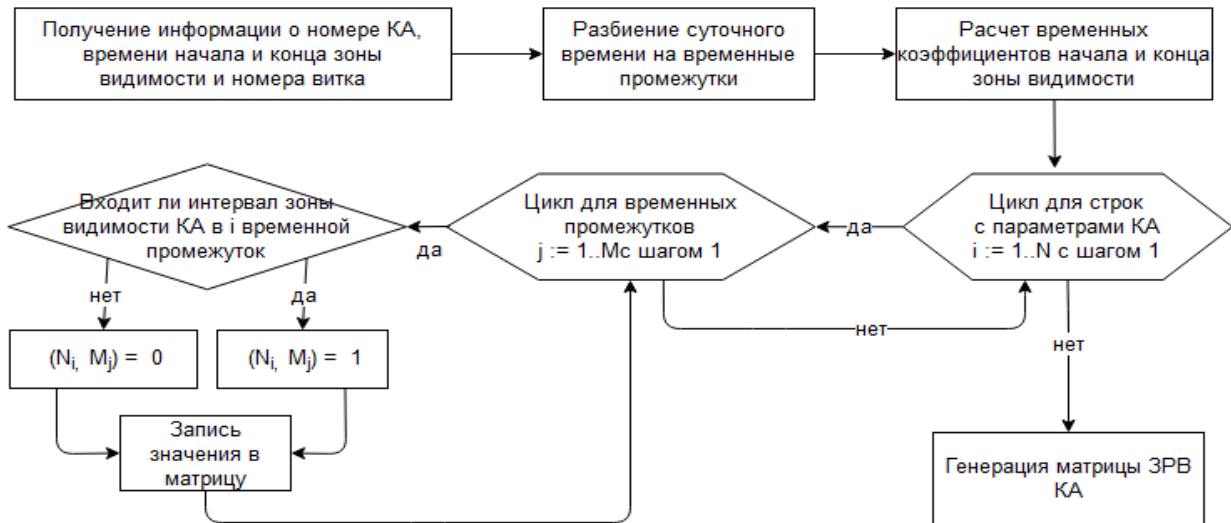 Получение информации о номере КА,
времени начала и конца зоны
видимости и номера витка
Разбиение суточного
времени на временные
промежутки
Расчет временных
коэффициентов начала и конца
зоны видимости
Входит ли интервал зоны
видимости КА в i временной
промежуток
да
Цикл для временных
промежутков
j := 1..Mс шагом 1
да
Цикл для строк
с параметрами КА
i := 1..N с шагом 1
нет
да
нет
нет
(Ni, Mj) = 0
(Ni, Mj) = 1
Запись
значения в
матрицу
Генерация матрицы ЗРВ
КА